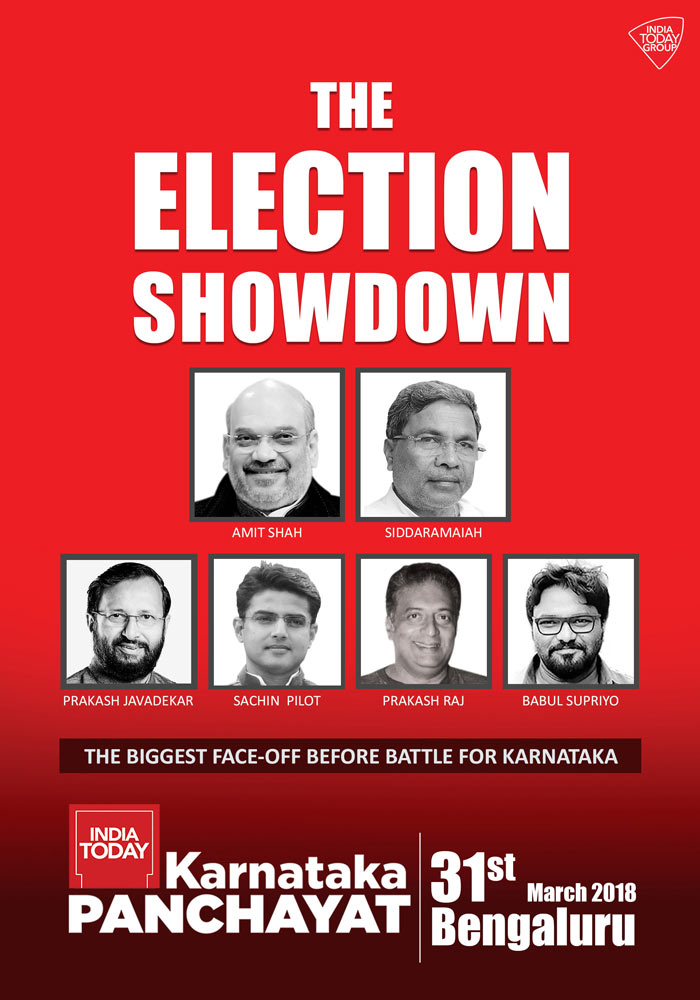 INDIA
TODAY
GROUP
THE
ELECTION
SHOWDOWN
AMIT SHAH
SIDDARAMAIAH
PRAKASH JAVADEKAR
SACHIN PILOT
PRAKASH RAJ
BABUL SUPRIYO
THE BIGGEST FACE-OFF BEFORE BATTLE FOR KARNATAKA
INDIA
TODAY
Karnataka
PANCHAYAT
31st
March 2018
Bengaluru